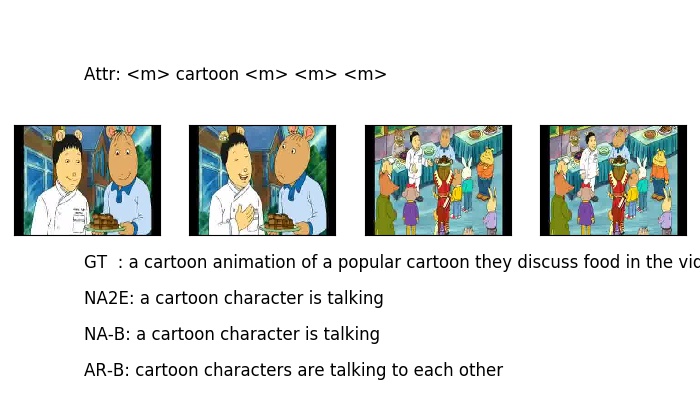 Attr: <m> cartoon <m> <m> <m>
GT : a cartoon animation of a popular cartoon they discuss food in the vid
NA2E: a cartoon character is talking
NA-B: a cartoon character is talking
AR-B: cartoon characters are talking to each other